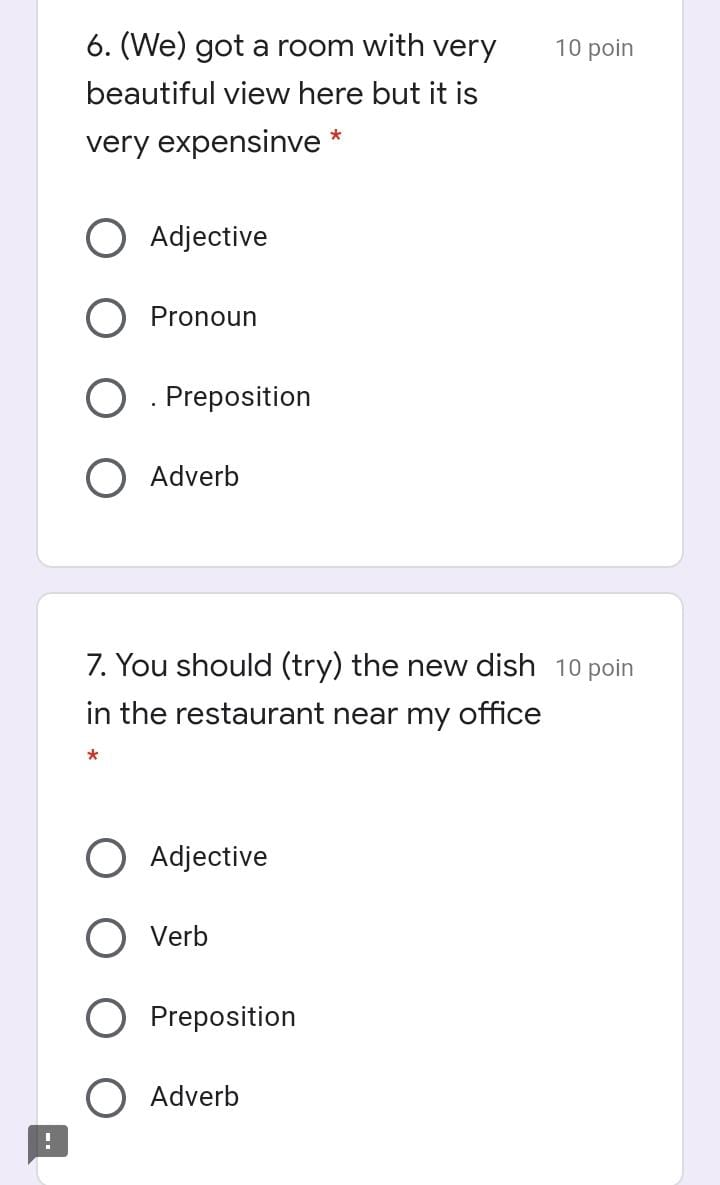 6. (We) got a room with very
10 poin
beautiful view here but it is
very expensinve *
Adjective
Pronoun
. Preposition
Adverb
7. You should (try) the new dish
10 poin
in the restaurant near my office
*
Adjective
Verb
Preposition
Adverb
!